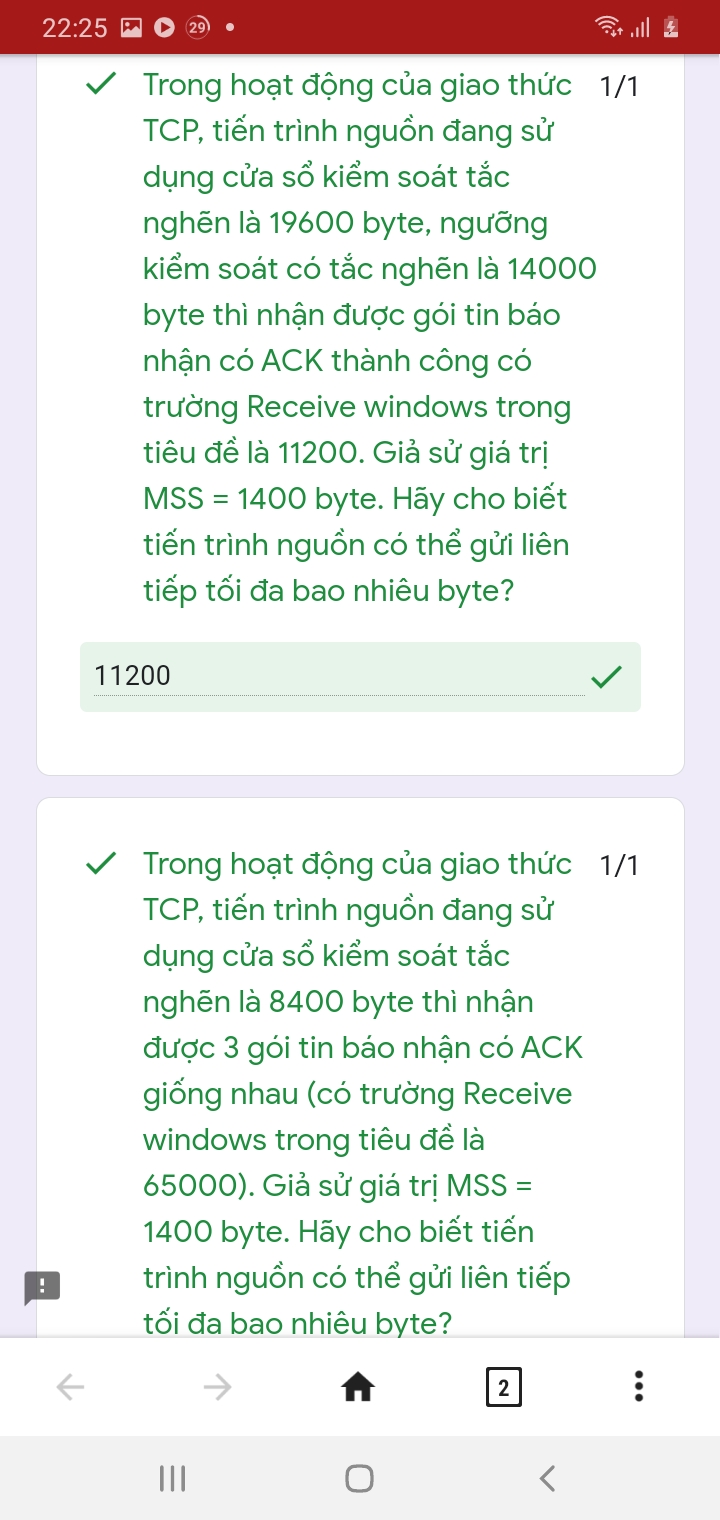 22:25 29
Trong hoạt động của giao thức 1/1
TCP, tiến trình nguồn đang sử
dụng cửa sổ kiểm soát tắc
nghẽn là 19600 byte, ngưỡng
kiểm soát có tắc nghẽn là 14000
byte thì nhận được gói tin báo
nhận có ACK thành công có
trường Receive windows trong
tiêu đề là 11200. Giả sử giá trị
MSS = 1400 byte. Hãy cho biết
tiến trình nguồn có thể gửi liên
tiếp tối đa bao nhiêu byte?
11200
Trong hoạt động của giao thức 1/1
TCP, tiến trình nguồn đang sử
dụng cửa sổ kiểm soát tắc
nghẽn là 8400 byte thì nhận
được 3 gói tin báo nhận có ACK
giống nhau (có trường Receive
windows trong tiêu đề là
65000). Giả sử giá trị MSS =
1400 byte. Hãy cho biết tiến
trình nguồn có thể gửi liên tiếp
tối đa bao nhiêu byte?
2